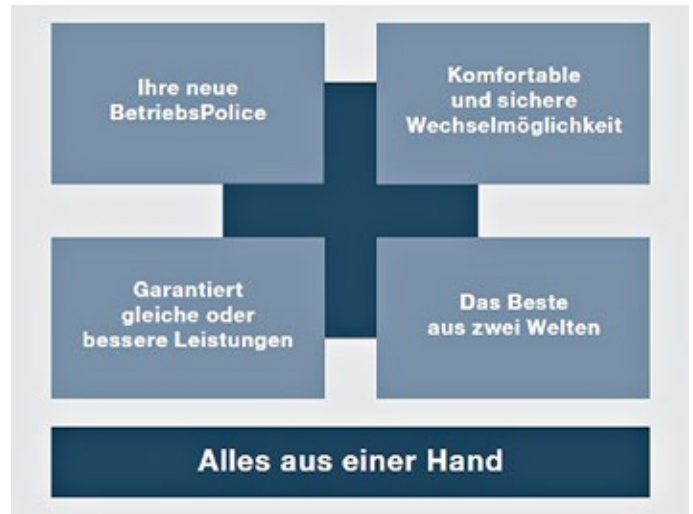 Ihre neue
BetriebsPolice
Komfortable
und sichere
Wechselmöglichkeit
Garantiert
gleiche oder
bessere Leistungen
Das Beste
aus zwei Welten
Alles aus einer Hand